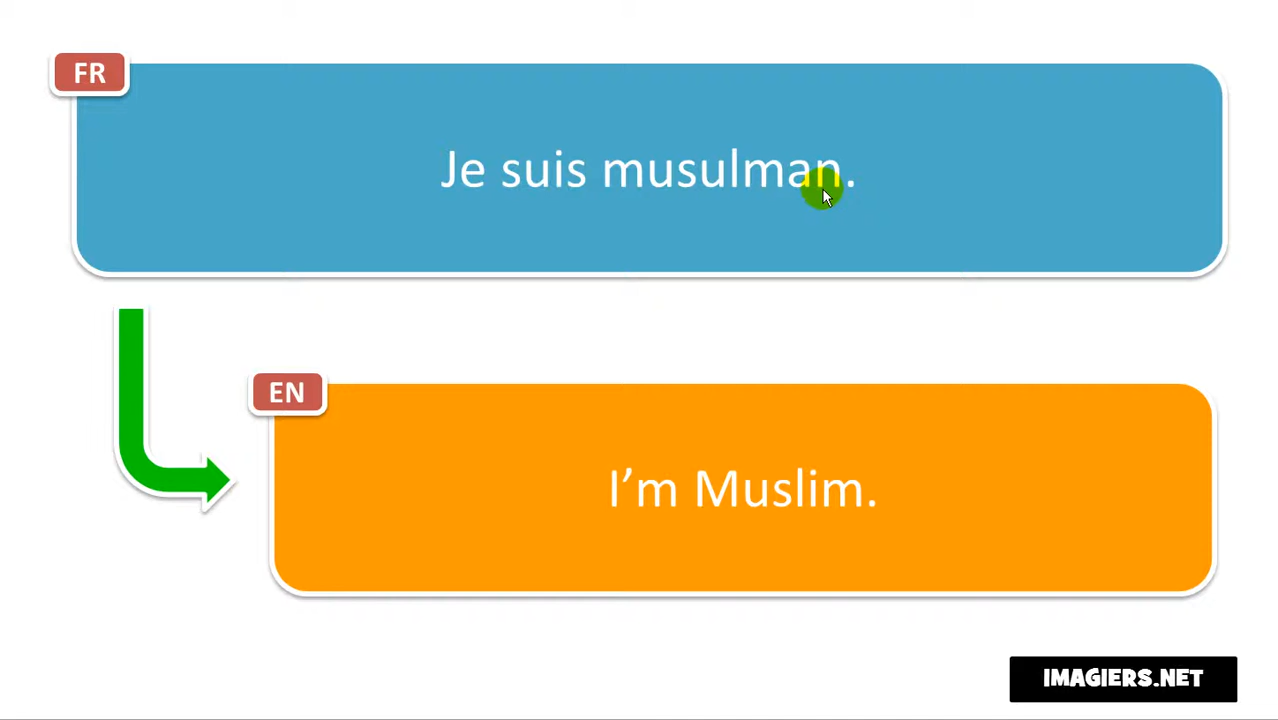 FR
Je suis musulman.
EN
I’m Muslim.
IMAGIERS.NET